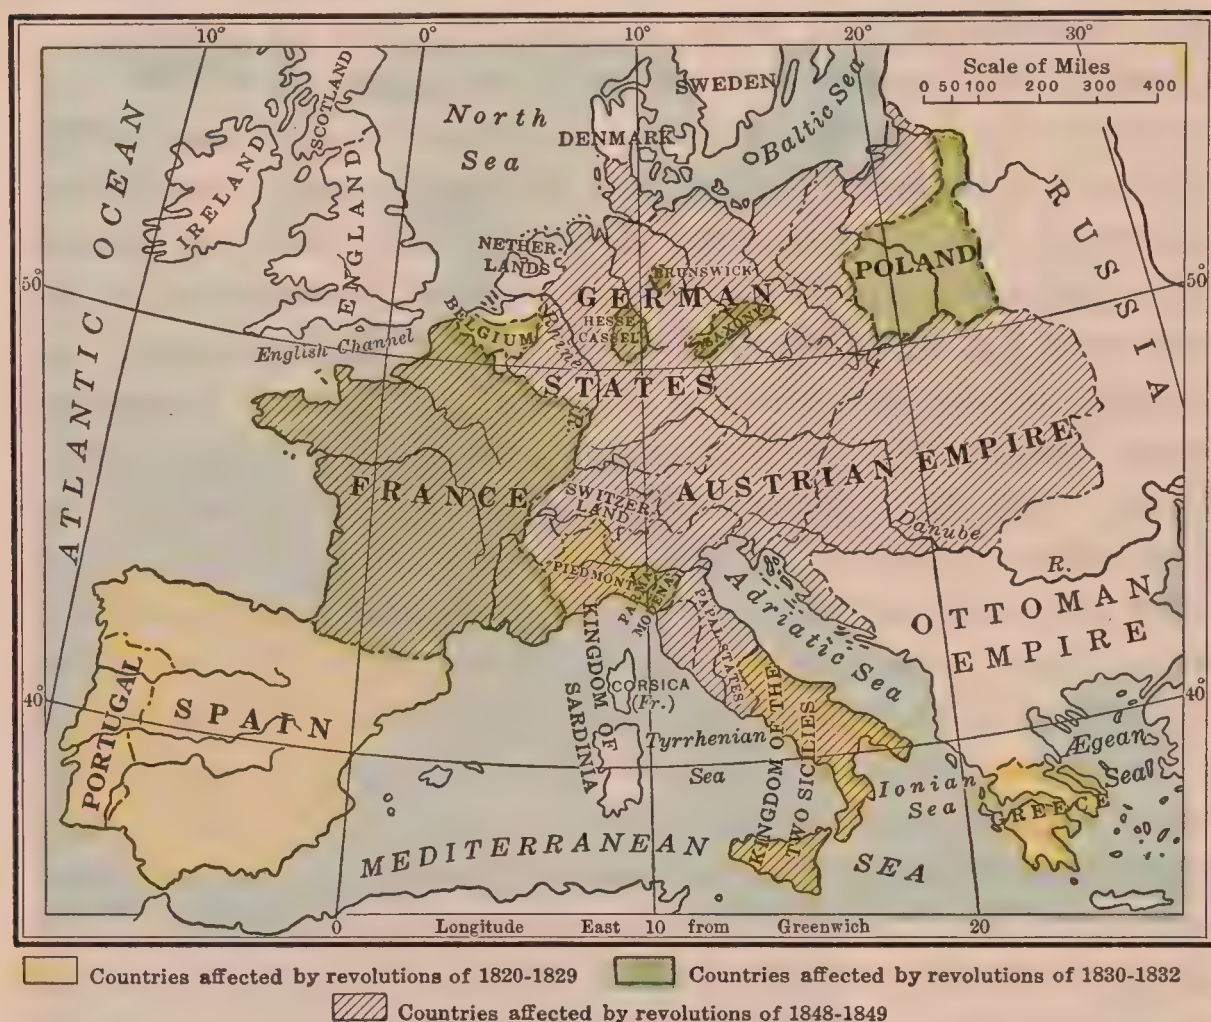 10° 0° 10° 20° 30°
Scale of Miles
0 50 100 200 300 400
ATLANTIC OCEAN
North
Sea
SWEDEN
DENMARK
Baltic Sea
SCOTLAND
IRELAND
ENGLAND
RUSSIA
NETHER-
LANDS
50°
50°
BRUNSWICK
POLAND
GERMAN
STATES
HESSE
CASSEL
SAXONY
BELGIUM
Rhine
R.
English Channel
FRANCE
AUSTRIAN EMPIRE
SWITZER
LAND
Danube
R.
PIEDMONT
PARMA
MODENA
PAPAL STATES
Adriatic Sea
OTTOMAN
EMPIRE
KINGDOM OF
SARDINIA
CORSICA
(Fr.)
40°
40°
PORTUGAL
SPAIN
Tyrrhenian
Sea
KINGDOM OF THE
TWO SICILIES
Ionian
Sea
Ægean
Sea
GREECE
MEDITERRANEAN SEA
0 Longitude East 10 from Greenwich 20
Countries affected by revolutions of 1820-1829
Countries affected by revolutions of 1830-1832
Countries affected by revolutions of 1848-1849